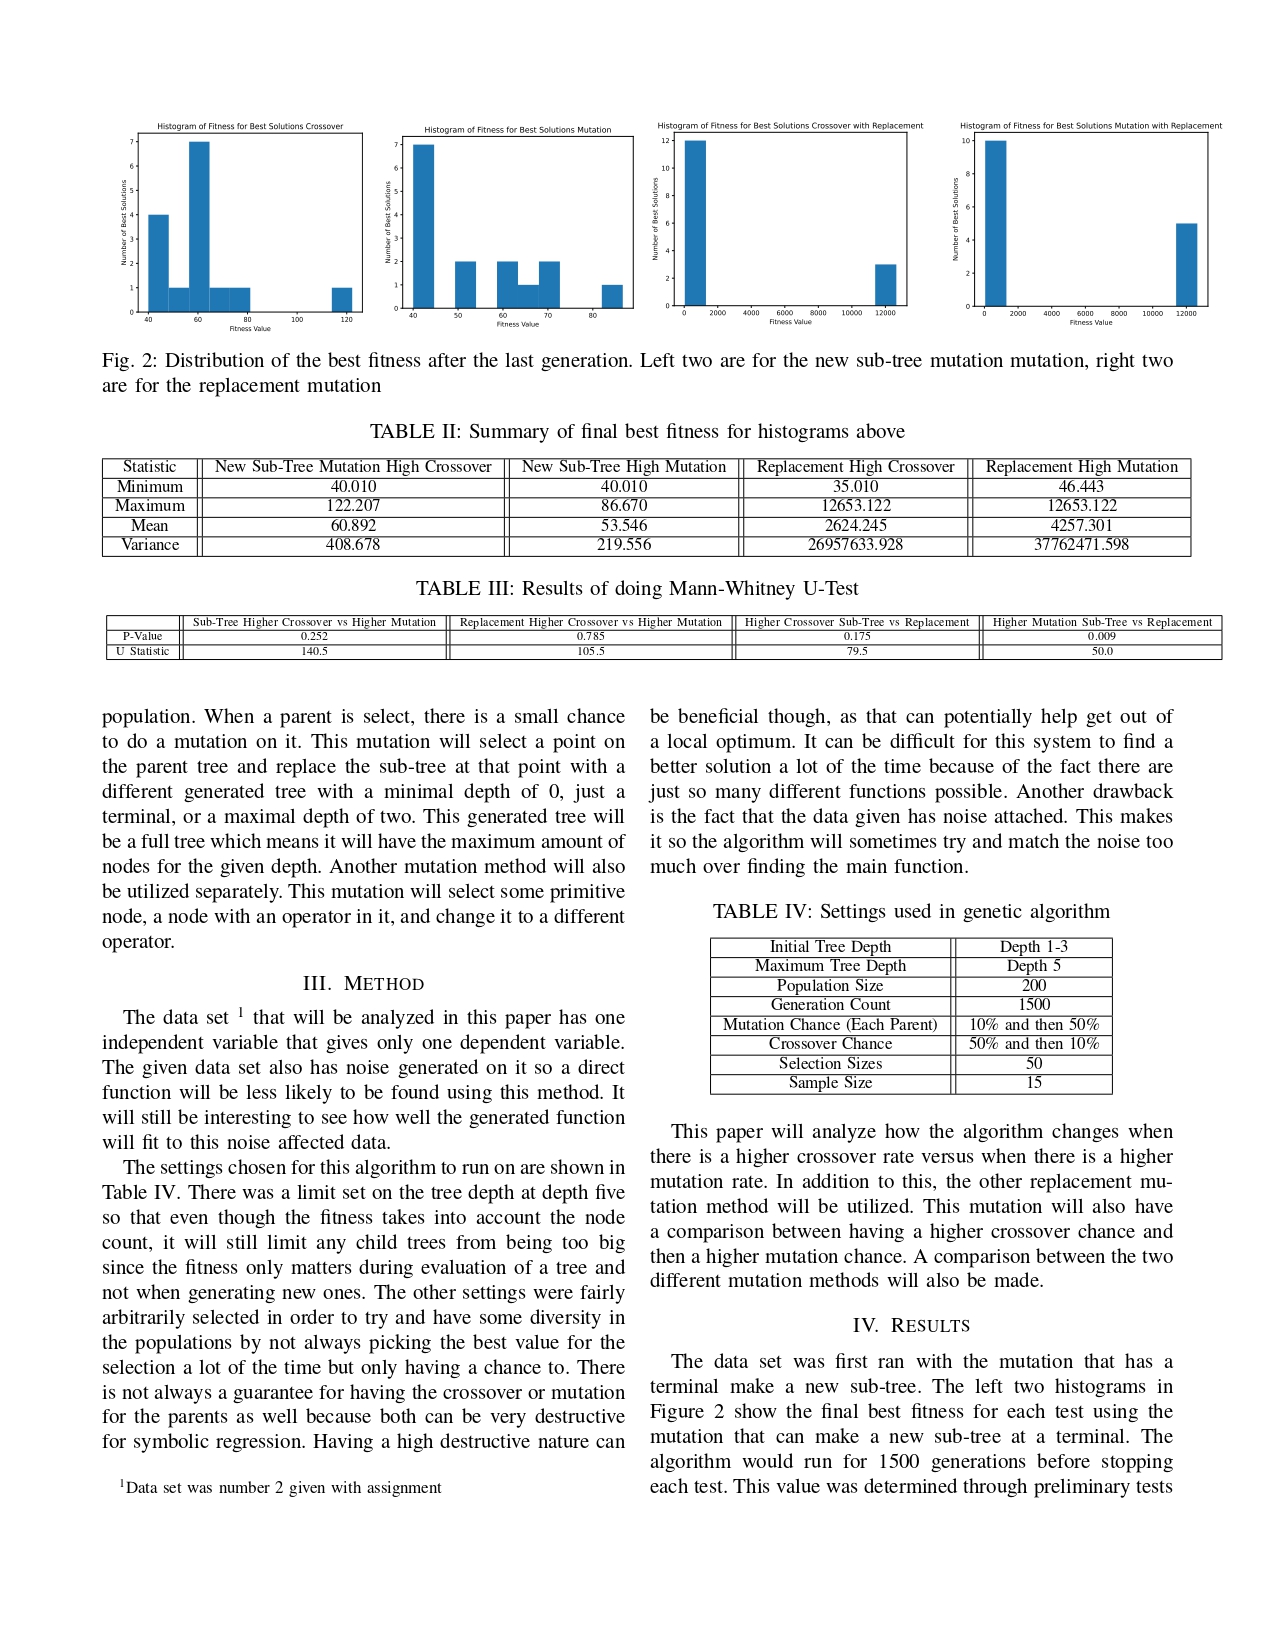 Histogram of Fitness for Best Solutions Crossover
Number of Best Solutions
7
6
5
4
3
2
1
0
40 60 80 100 120
Fitness Value
Histogram of Fitness for Best Solutions Mutation
Number of Best Solutions
7
6
5
4
3
2
1
0
40 50 60 70 80
Fitness Value
Histogram of Fitness for Best Solutions Crossover with Replacement
Number of Best Solutions
12
10
8
6
4
2
0
0 2000 4000 6000 8000 10000 12000
Fitness Value
Histogram of Fitness for Best Solutions Mutation with Replacement
Number of Best Solutions
10
8
6
4
2
0
0 2000 4000 6000 8000 10000 12000
Fitness Value
Fig. 2: Distribution of the best fitness after the last generation. Left two are for the new sub-tree mutation mutation, right two
are for the replacement mutation
TABLE II: Summary of final best fitness for histograms above
Statistic New Sub-Tree Mutation High Crossover New Sub-Tree High Mutation Replacement High Crossover Replacement High Mutation
Minimum 40.010 40.010 35.010 46.443
Maximum 122.207 86.670 12653.122 12653.122
Mean 60.892 53.546 2624.245 4257.301
Variance 408.678 219.556 26957633.928 37762471.598
TABLE III: Results of doing Mann-Whitney U-Test
Sub-Tree Higher Crossover vs Higher Mutation Replacement Higher Crossover vs Higher Mutation Higher Crossover Sub-Tree vs Replacement Higher Mutation Sub-Tree vs Replacement
P-Value 0.252 0.785 0.175 0.009
U Statistic 140.5 105.5 79.5 50.0
population. When a parent is select, there is a small chance
to do a mutation on it. This mutation will select a point on
the parent tree and replace the sub-tree at that point with a
different generated tree with a minimal depth of 0, just a
terminal, or a maximal depth of two. This generated tree will
be a full tree which means it will have the maximum amount of
nodes for the given depth. Another mutation method will also
be utilized separately. This mutation will select some primitive
node, a node with an operator in it, and change it to a different
operator.
III. METHOD
The data set 1 that will be analyzed in this paper has one
independent variable that gives only one dependent variable.
The given data set also has noise generated on it so a direct
function will be less likely to be found using this method. It
will still be interesting to see how well the generated function
will fit to this noise affected data.
The settings chosen for this algorithm to run on are shown in
Table IV. There was a limit set on the tree depth at depth five
so that even though the fitness takes into account the node
count, it will still limit any child trees from being too big
since the fitness only matters during evaluation of a tree and
not when generating new ones. The other settings were fairly
arbitrarily selected in order to try and have some diversity in
the populations by not always picking the best value for the
selection a lot of the time but only having a chance to. There
is not always a guarantee for having the crossover or mutation
for the parents as well because both can be very destructive
for symbolic regression. Having a high destructive nature can
1Data set was number 2 given with assignment
be beneficial though, as that can potentially help get out of
a local optimum. It can be difficult for this system to find a
better solution a lot of the time because of the fact there are
just so many different functions possible. Another drawback
is the fact that the data given has noise attached. This makes
it so the algorithm will sometimes try and match the noise too
much over finding the main function.
TABLE IV: Settings used in genetic algorithm
Initial Tree Depth Depth 1-3
Maximum Tree Depth Depth 5
Population Size 200
Generation Count 1500
Mutation Chance (Each Parent) 10% and then 50%
Crossover Chance 50% and then 10%
Selection Sizes 50
Sample Size 15
This paper will analyze how the algorithm changes when
there is a higher crossover rate versus when there is a higher
mutation rate. In addition to this, the other replacement mu-
tation method will be utilized. This mutation will also have
a comparison between having a higher crossover chance and
then a higher mutation chance. A comparison between the two
different mutation methods will also be made.
IV. RESULTS
The data set was first ran with the mutation that has a
terminal make a new sub-tree. The left two histograms in
Figure 2 show the final best fitness for each test using the
mutation that can make a new sub-tree at a terminal. The
algorithm would run for 1500 generations before stopping
each test. This value was determined through preliminary tests